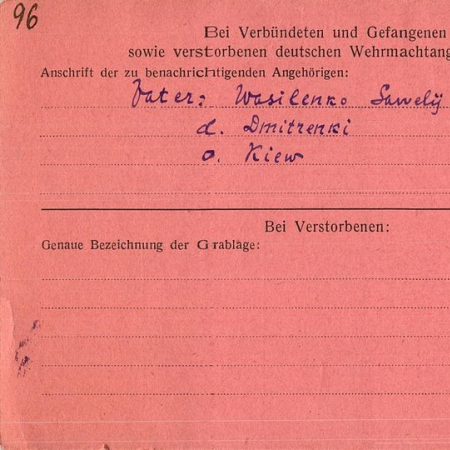 96
Bei Verbündeten und Gefangenen
sowie verstorbenen deutschen Wehrmachtang
Anschrift der zu benachrichtigenden Angehörigen:
Vater: Wasilenko Sawelij
d. Dmitrenki
o. Kiew
Bei Verstorbenen:
Genaue Bezeichnung der Grabläge: